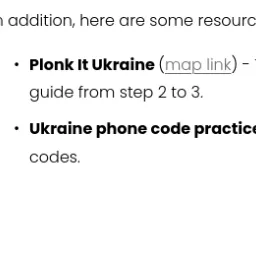 addition, here are some
• Plonk It Ukraine (map link) -
guide from step 2 to 3.
• Ukraine phone code practice
codes.